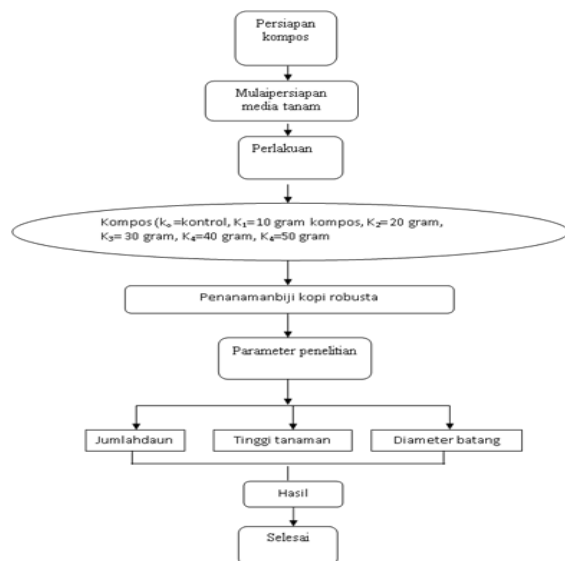 Persiapan
kompos
Mulaipersiapan
media tanam
Perlakuan
Kompos (kₒ=kontrol, K₁=10 gram kompos, K₂=20 gram,
K₃= 30 gram, K₄=40 gram, K₄=50 gram
Penanamanbiji kopi robusta
Parameter penelitian
Jumlahdaun
Tinggi tanaman
Diameter batang
Hasil
Selesai